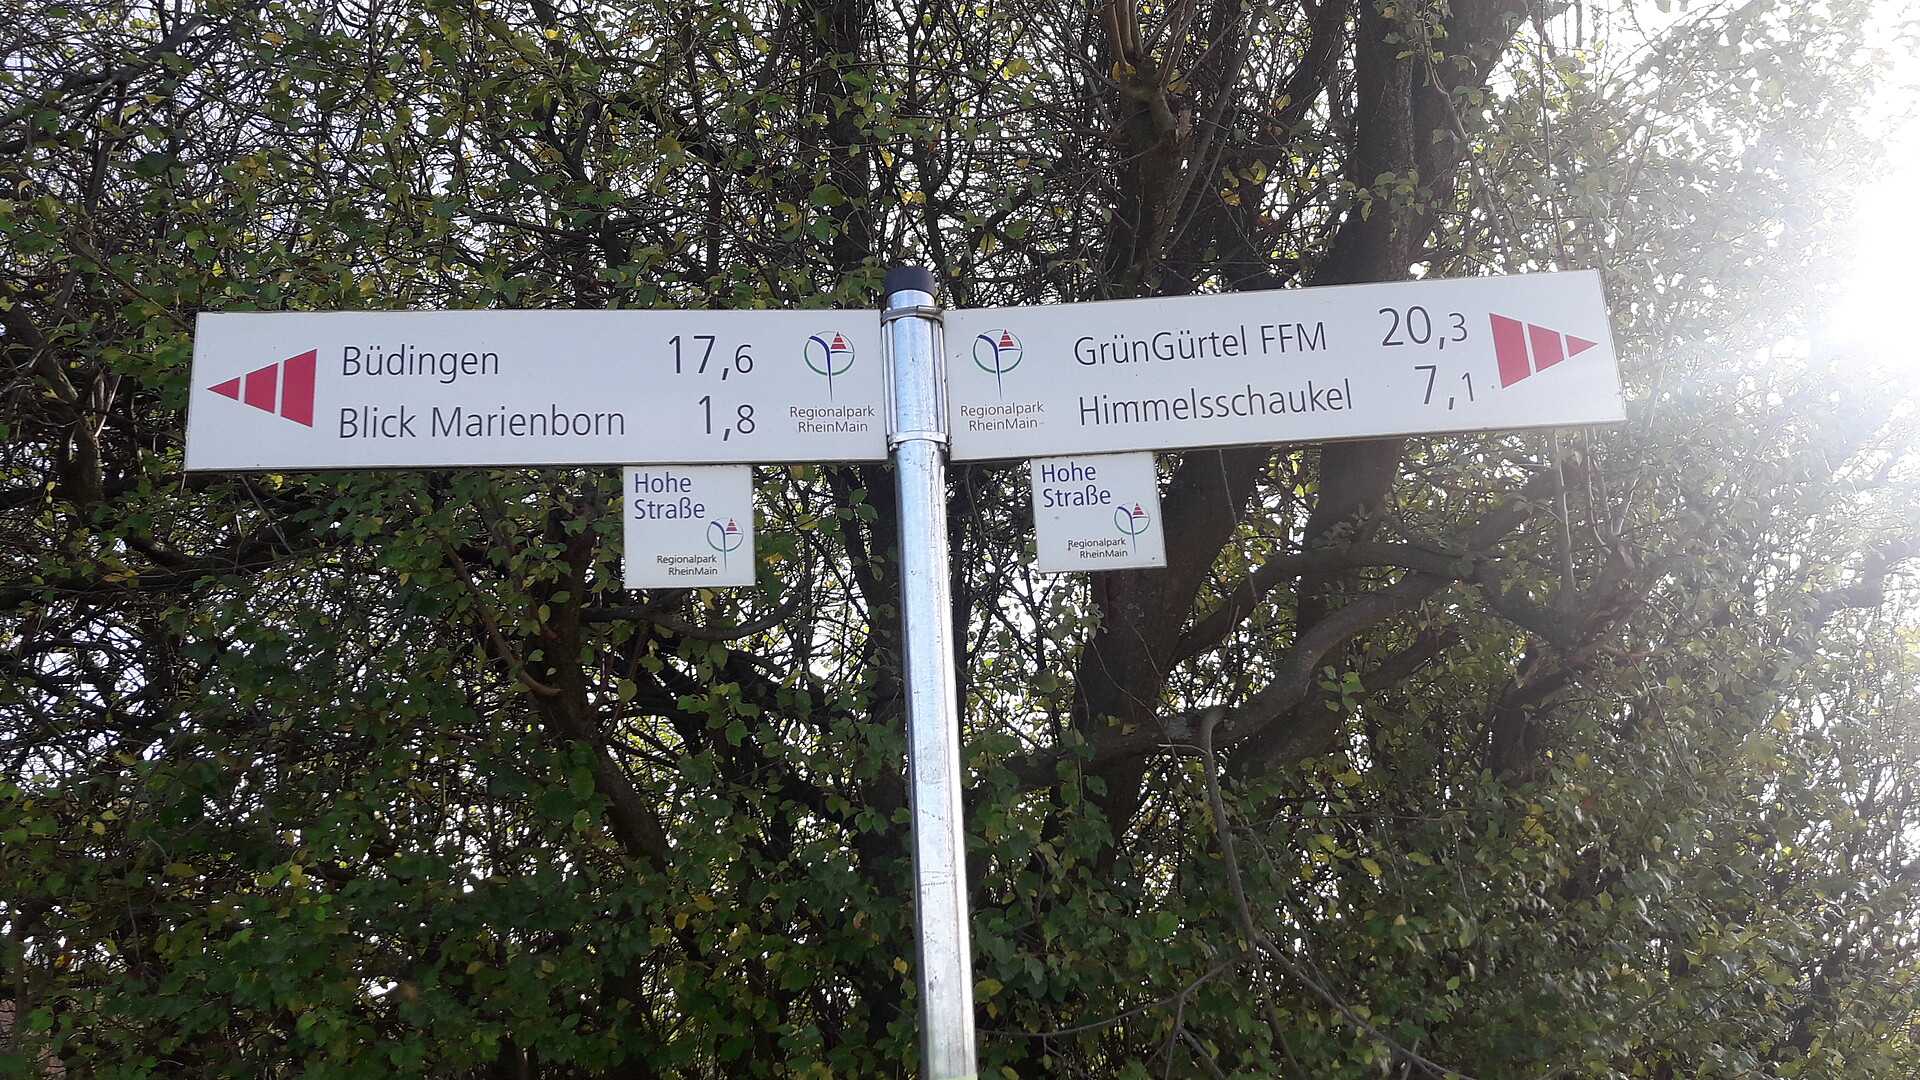 Büdingen 17,6
Blick Marienborn 1,8
Regionalpark
RheinMain
GrünGürtel FFM 20,3
Himmelsschaukel 7,1
Regionalpark
RheinMain
Hohe
Straße
Regionalpark
RheinMain
Hohe
Straße
Regionalpark
RheinMain